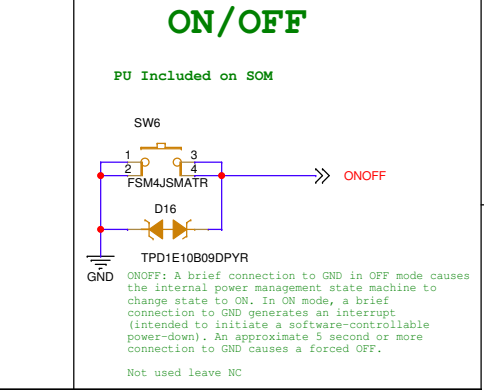 ON/OFF
PU Included on SOM
SW6
1
3
2
4
FSM4JSMATR
ONOFF
D16
TPD1E10B09DPYR
GND
ONOFF: A brief connection to GND in OFF mode causes
the internal power management state machine to
change state to ON. In ON mode, a brief
connection to GND generates an interrupt
(intended to initiate a software-controllable
power-down). An approximate 5 second or more
connection to GND causes a forced OFF.
Not used leave NC